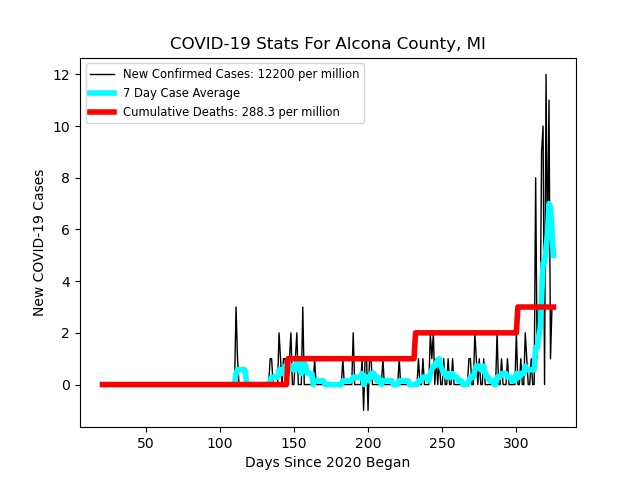 COVID-19 Stats For Alcona County, MI
New Confirmed Cases: 12200 per million
7 Day Case Average
Cumulative Deaths: 288.3 per million
New COVID-19 Cases
12
10
8
6
4
2
0
50 100 150 200 250 300
Days Since 2020 Began